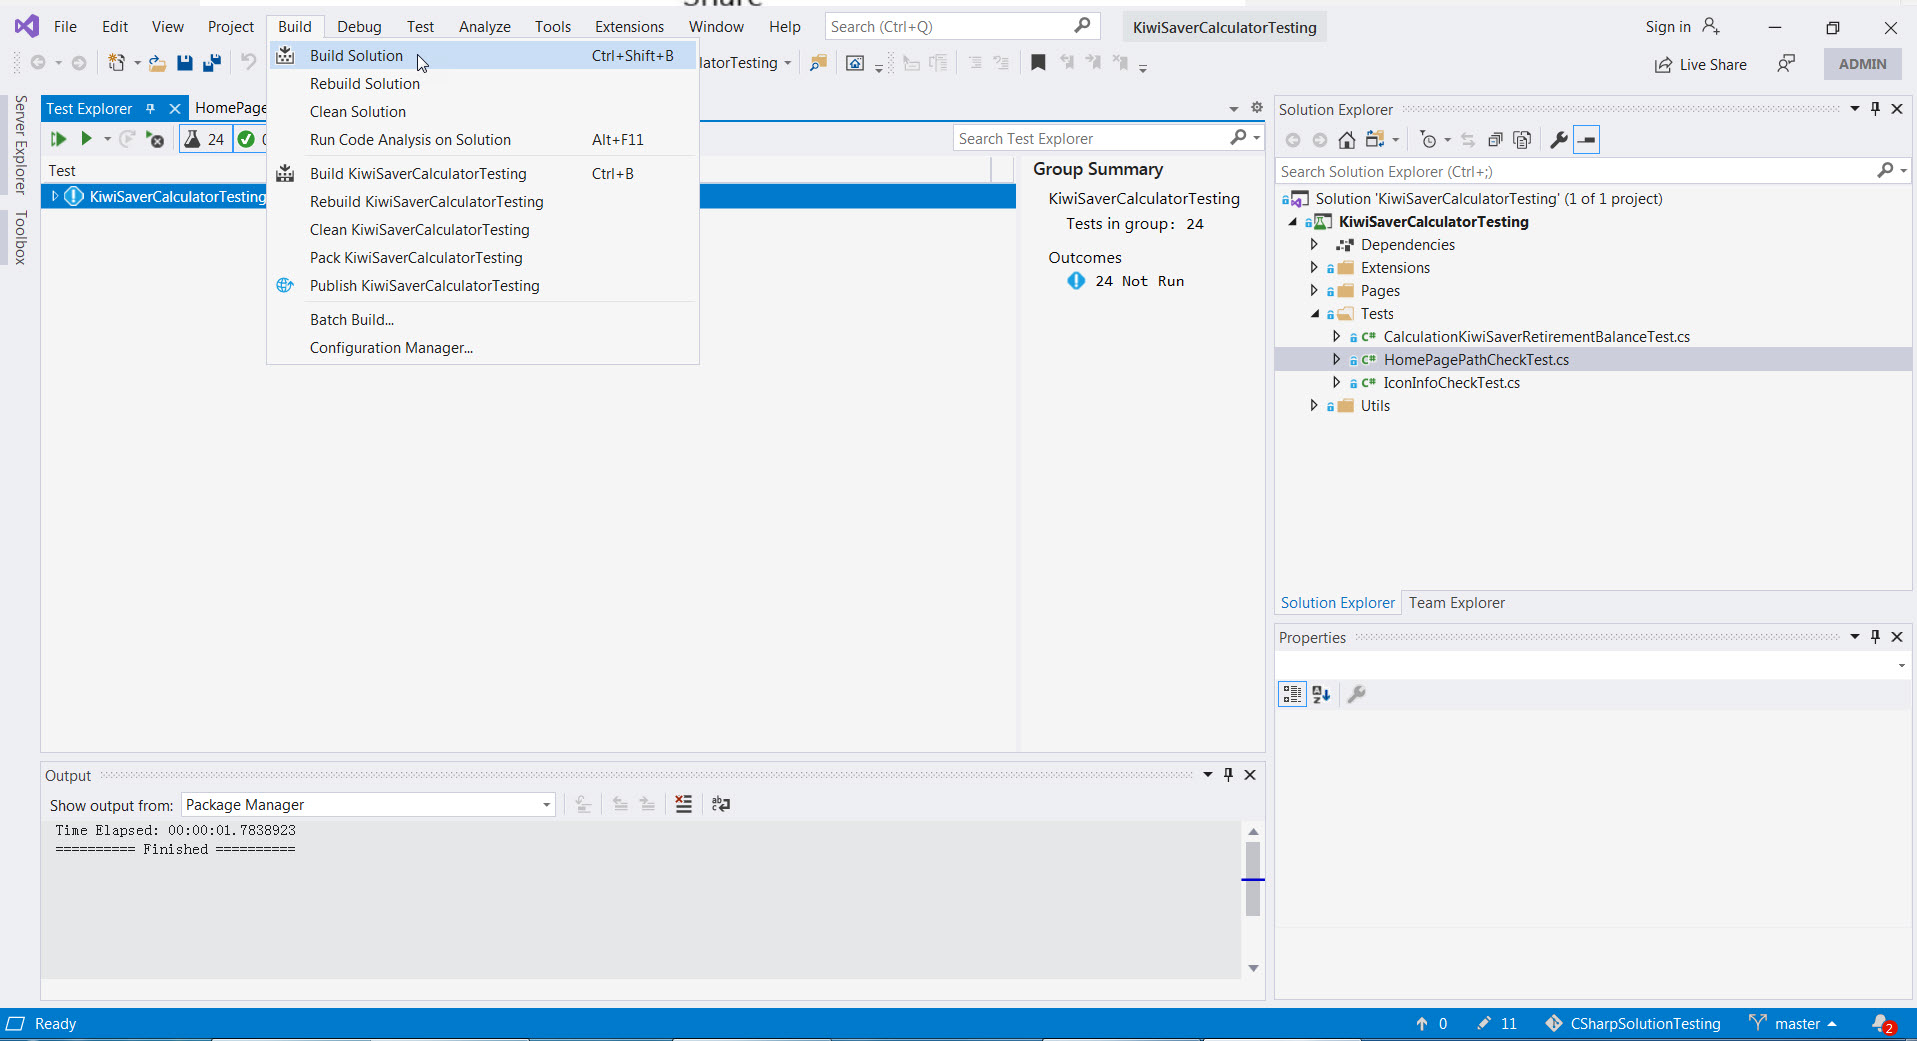 File Edit View Project Build Debug Test Analyze Tools Extensions Window Help Search (Ctrl+Q) KiwiSaverCalculatorTesting Sign in
latorTesting Live Share ADMIN
Build Solution Ctrl+Shift+B
Rebuild Solution
Clean Solution
Run Code Analysis on Solution Alt+F11
Build KiwiSaverCalculatorTesting Ctrl+B
Rebuild KiwiSaverCalculatorTesting
Clean KiwiSaverCalculatorTesting
Pack KiwiSaverCalculatorTesting
Publish KiwiSaverCalculatorTesting
Batch Build...
Configuration Manager...
Server Explorer
Toolbox
Test Explorer HomePage
24
Search Test Explorer
Test
KiwiSaverCalculatorTesting
Group Summary
KiwiSaverCalculatorTesting
Tests in group: 24
Outcomes
24 Not Run
Solution Explorer
Search Solution Explorer (Ctrl+;)
Solution 'KiwiSaverCalculatorTesting' (1 of 1 project)
KiwiSaverCalculatorTesting
Dependencies
Extensions
Pages
Tests
C# CalculationKiwiSaverRetirementBalanceTest.cs
C# HomePagePathCheckTest.cs
C# IconInfoCheckTest.cs
Utils
Solution Explorer Team Explorer
Properties
Output
Show output from: Package Manager
Time Elapsed: 00:00:01.7838923
========== Finished ==========
Ready 0 11 CSharpSolutionTesting master 2